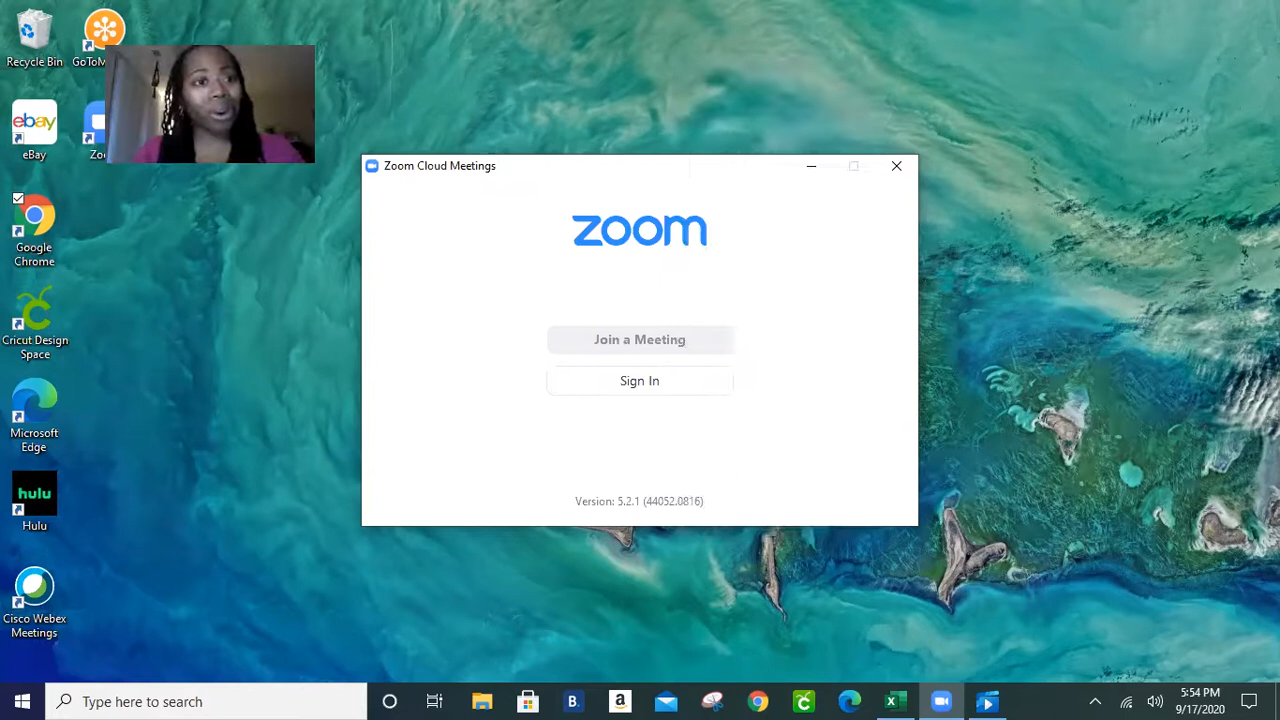 Recycle Bin
GoToM
ebay
eBay
Zo
Google
Chrome
Cricut Design
Space
Microsoft
Edge
hulu
Hulu
Cisco Webex
Meetings
Zoom Cloud Meetings
zoom
Join a Meeting
Sign In
Version: 5.2.1 (44052.0816)
Type here to search
B.
a
X
5:54 PM
9/17/2020